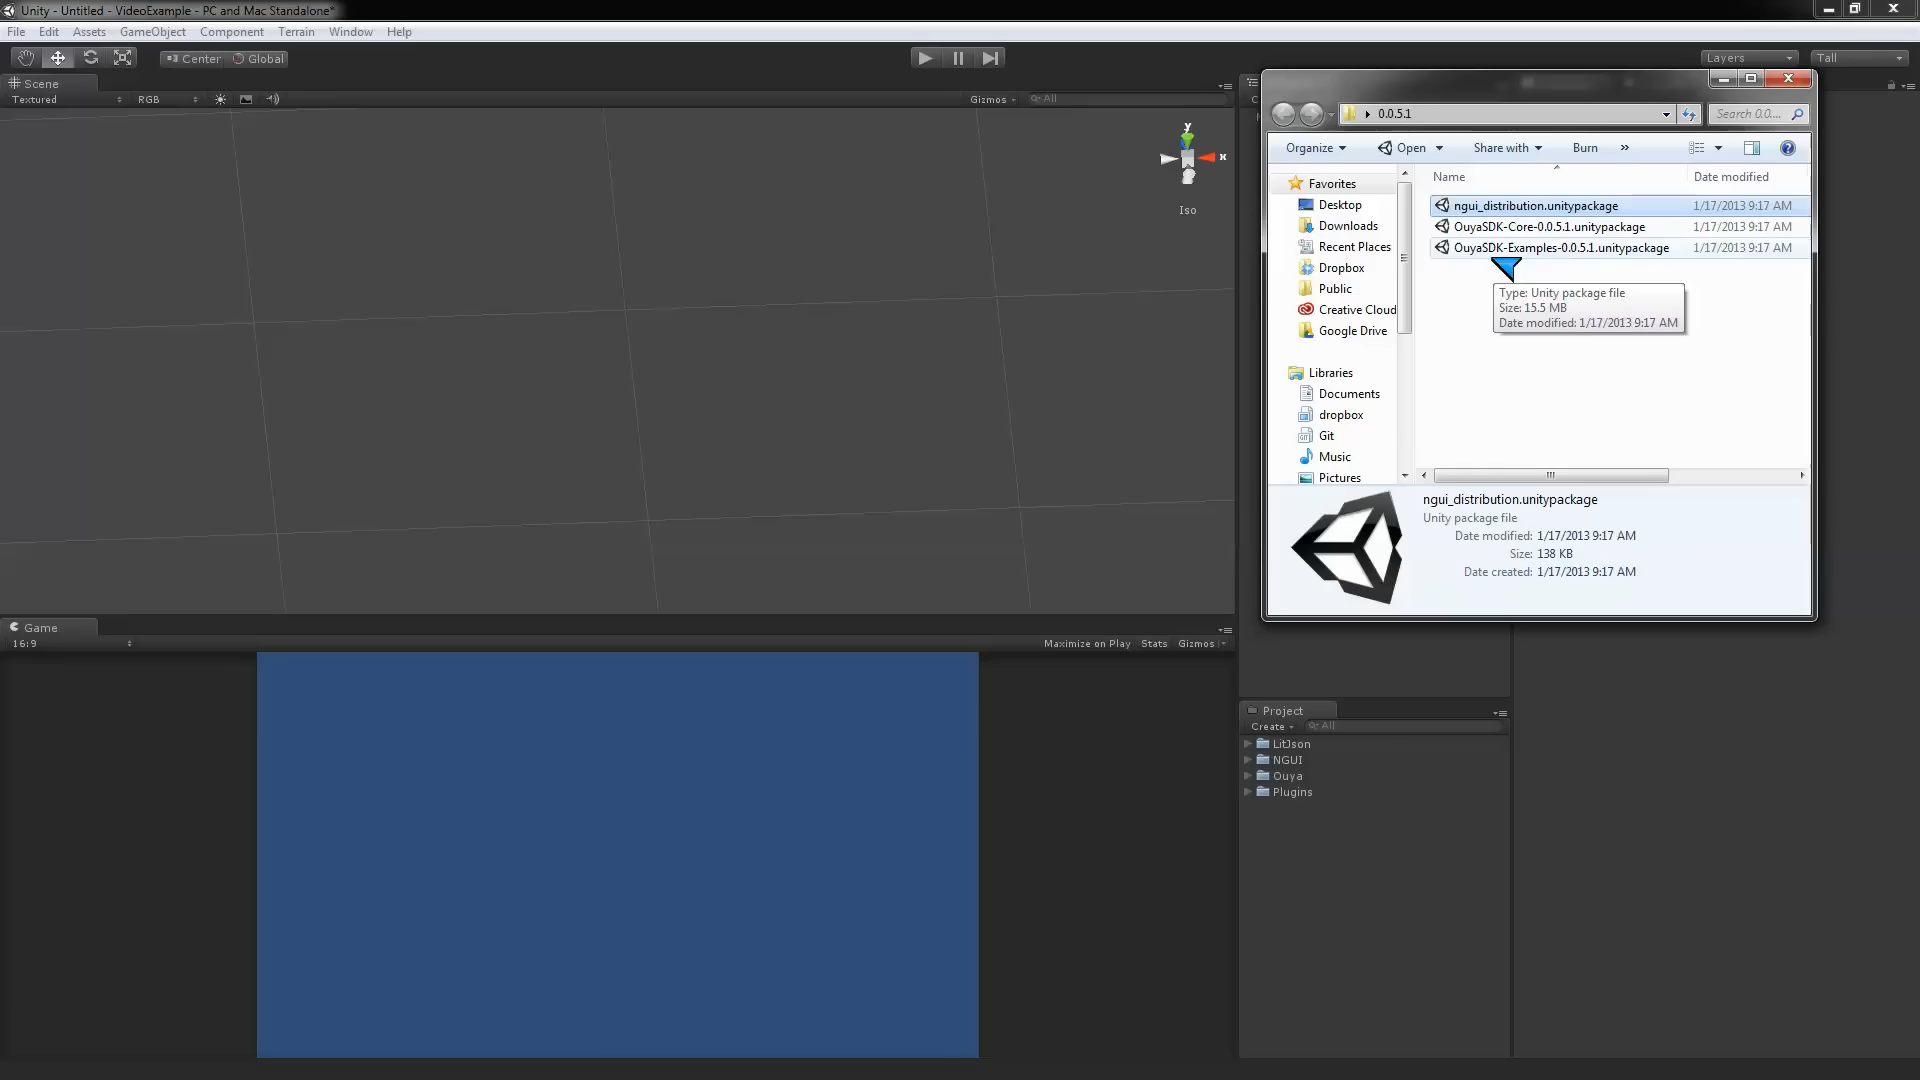 Unity - Untitled - VideoExample - PC and Mac Standalone*
File Edit Assets GameObject Component Terrain Window Help
Center Global
Layers Tall
Scene
Textured RGB Gizmos All
y
x
Iso
Game
16:9 Maximize on Play Stats Gizmos
0.0.5.1 Search 0.0....
Organize Open Share with Burn »
Name Date modified
Favorites
Desktop
Downloads
Recent Places
Dropbox
Public
Creative Cloud
Google Drive
Libraries
Documents
dropbox
Git
Music
Pictures
ngui_distribution.unitypackage 1/17/2013 9:17 AM
OuyaSDK-Core-0.0.5.1.unitypackage 1/17/2013 9:17 AM
OuyaSDK-Examples-0.0.5.1.unitypackage 1/17/2013 9:17 AM
Type: Unity package file
Size: 15.5 MB
Date modified: 1/17/2013 9:17 AM
ngui_distribution.unitypackage
Unity package file
Date modified: 1/17/2013 9:17 AM
Size: 138 KB
Date created: 1/17/2013 9:17 AM
Project
Create All
LitJson
NGUI
Ouya
Plugins